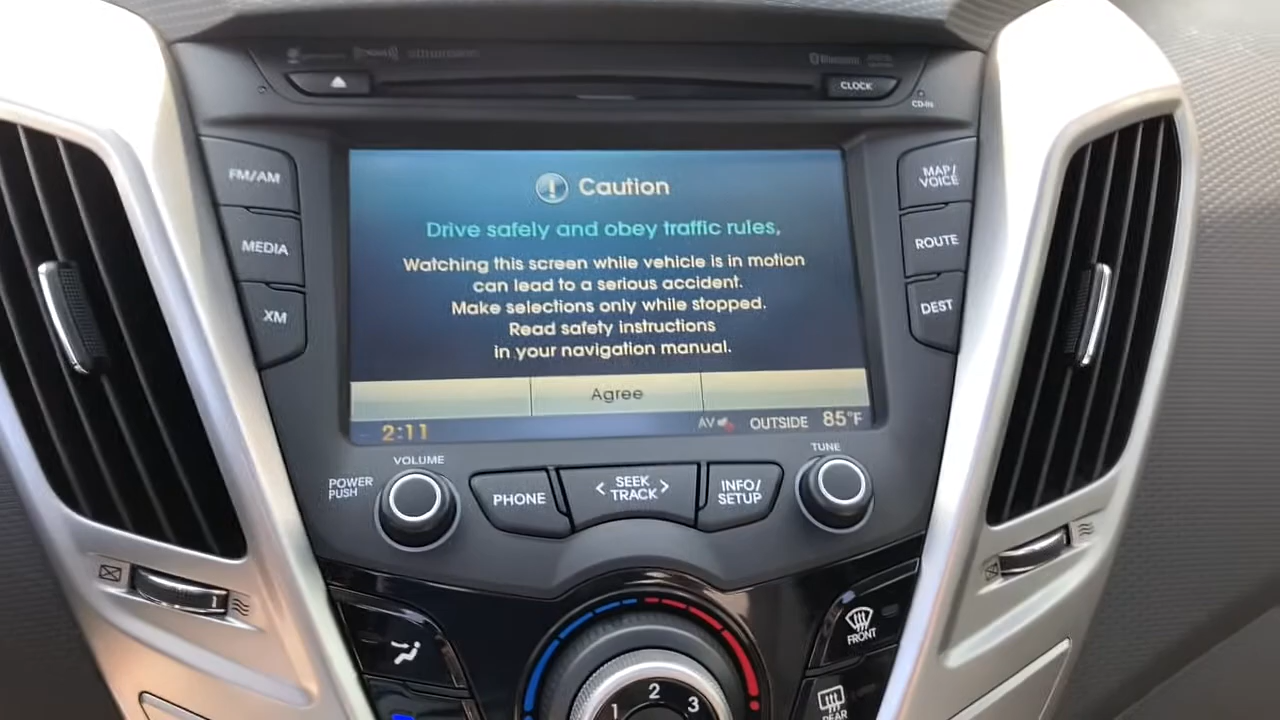 Bluetooth
CLOCK
CD-IN
FM/AM
MEDIA
XM
MAP/
VOICE
ROUTE
DEST
Caution
Drive safely and obey traffic rules,
Watching this screen while vehicle is in motion
can lead to a serious accident.
Make selections only while stopped.
Read safety instructions
in your navigation manual.
Agree
2:11
AV
OUTSIDE 85°F
VOLUME
TUNE
POWER
PUSH
PHONE
< SEEK >
TRACK
INFO/
SETUP
FRONT
REAR
1 2 3